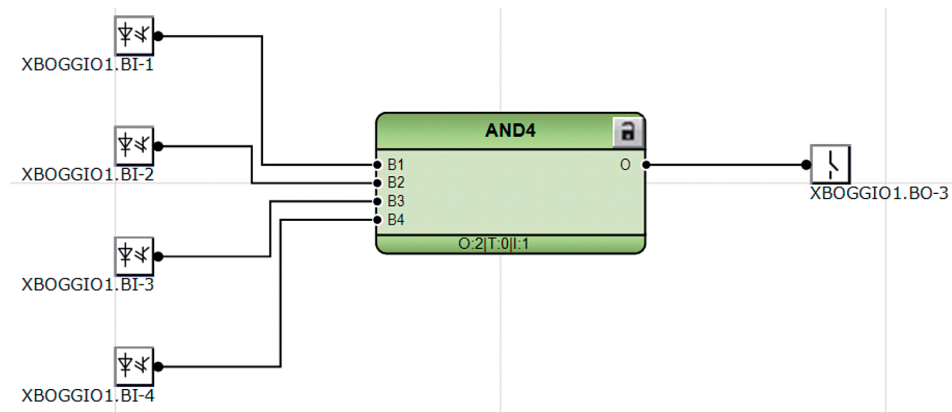 XBOGGIO1.BI-1
XBOGGIO1.BI-2
XBOGGIO1.BI-3
XBOGGIO1.BI-4
AND4
B1
B2
B3
B4
O
O:2|T:0|I:1
XBOGGIO1.BO-3